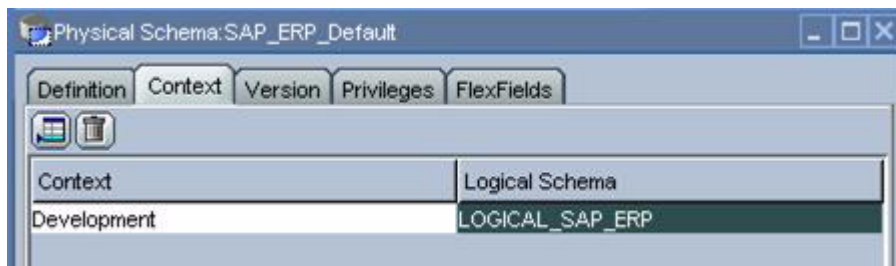 Physical Schema:SAP_ERP_Default
Definition Context Version Privileges FlexFields
Context Logical Schema
Development LOGICAL_SAP_ERP